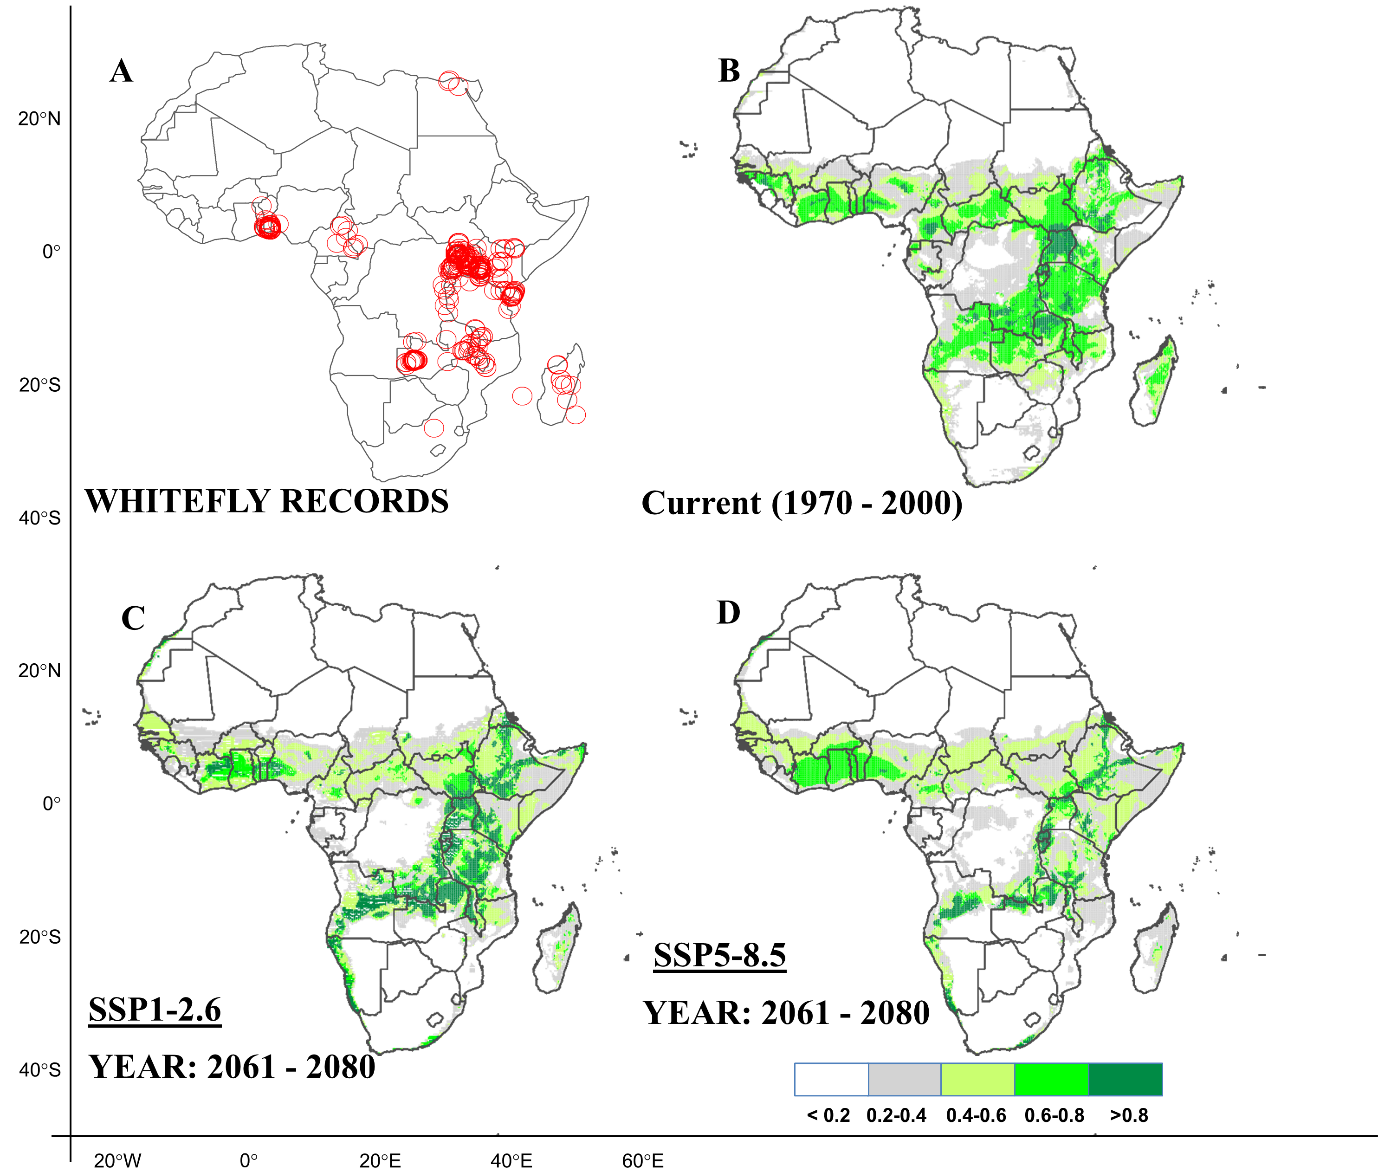 A
B
20°N
0°
20°S
WHITEFLY RECORDS
Current (1970 - 2000)
40°S
C
D
20°N
0°
20°S
SSP5-8.5
SSP1-2.6
YEAR: 2061 - 2080
YEAR: 2061 - 2080
40°S
< 0.2 0.2-0.4 0.4-0.6 0.6-0.8 >0.8
20°W 0° 20°E 40°E 60°E